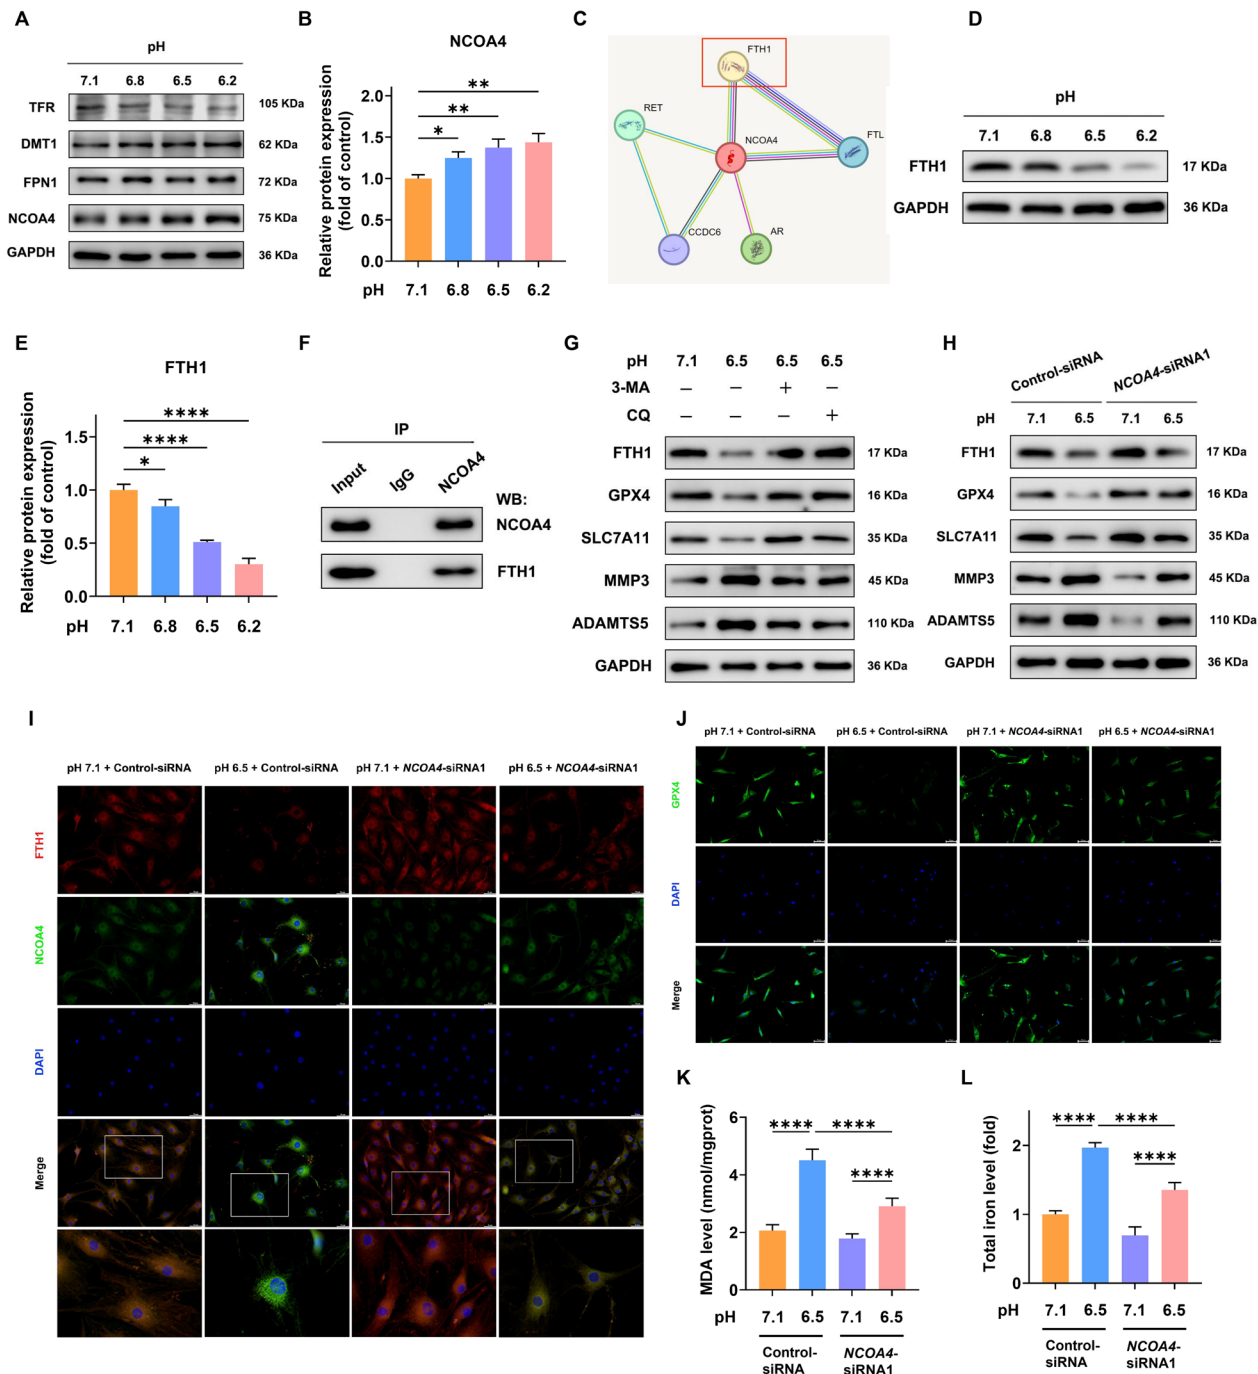 A
pH
7.1 6.8 6.5 6.2
TFR 105 KDa
DMT1 62 KDa
FPN1 72 KDa
NCOA4 75 KDa
GAPDH 36 KDa
B
NCOA4
Relative protein expression
(fold of control)
2.0
1.5
1.0
0.5
0.0
* ** **
pH 7.1 6.8 6.5 6.2
C
FTH1
RET
NCOA4
FTL
CCDC6
AR
D
pH
7.1 6.8 6.5 6.2
FTH1 17 KDa
GAPDH 36 KDa
E
FTH1
Relative protein expression
(fold of control)
1.5
1.0
0.5
0.0
* **** ****
pH 7.1 6.8 6.5 6.2
F
IP
Input IgG NCOA4
WB:
NCOA4
FTH1
G
pH 7.1 6.5 6.5 6.5
3-MA − − + −
CQ − − − +
FTH1 17 KDa
GPX4 16 KDa
SLC7A11 35 KDa
MMP3 45 KDa
ADAMTS5 110 KDa
GAPDH 36 KDa
H
Control-siRNA NCOA4-siRNA1
pH 7.1 6.5 7.1 6.5
FTH1 17 KDa
GPX4 16 KDa
SLC7A11 35 KDa
MMP3 45 KDa
ADAMTS5 110 KDa
GAPDH 36 KDa
I
pH 7.1 + Control-siRNA pH 6.5 + Control-siRNA pH 7.1 + NCOA4-siRNA1 pH 6.5 + NCOA4-siRNA1
FTH1
NCOA4
DAPI
Merge
J
pH 7.1 + Control-siRNA pH 6.5 + Control-siRNA pH 7.1 + NCOA4-siRNA1 pH 6.5 + NCOA4-siRNA1
GPX4
DAPI
Merge
K
MDA level (nmol/mgprot)
6
4
2
0
**** **** ****
pH 7.1 6.5 7.1 6.5
Control-
siRNA
NCOA4-
siRNA1
L
Total iron level (fold)
2
1
0
**** **** ****
pH 7.1 6.5 7.1 6.5
Control-
siRNA
NCOA4-
siRNA1